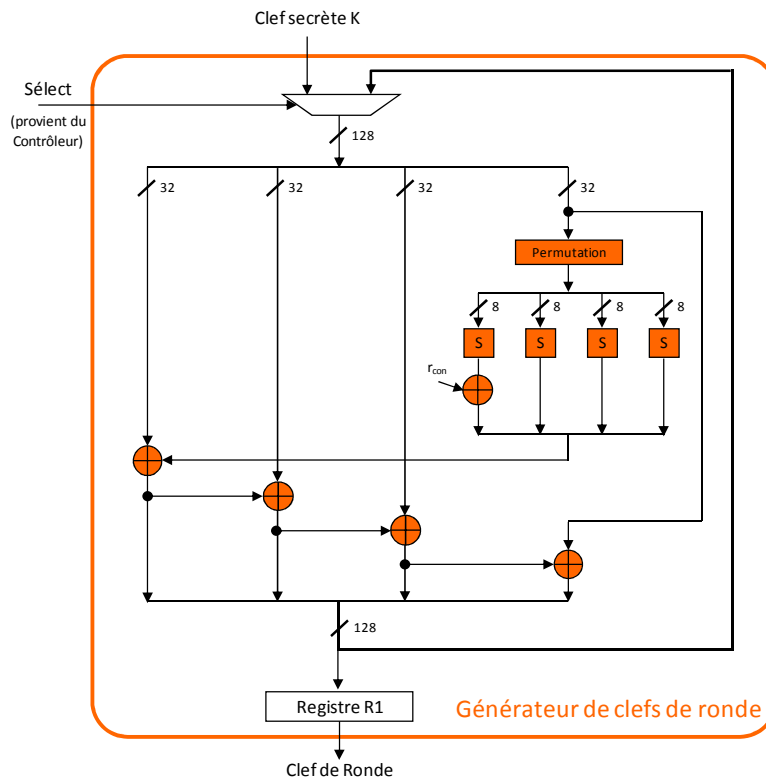 Clef secrète K
Sélect
(provient du
Contrôleur)
128
32
32
32
32
Permutation
8
8
8
8
S
S
S
S
rcon
128
Registre R1
Générateur de clefs de ronde
Clef de Ronde